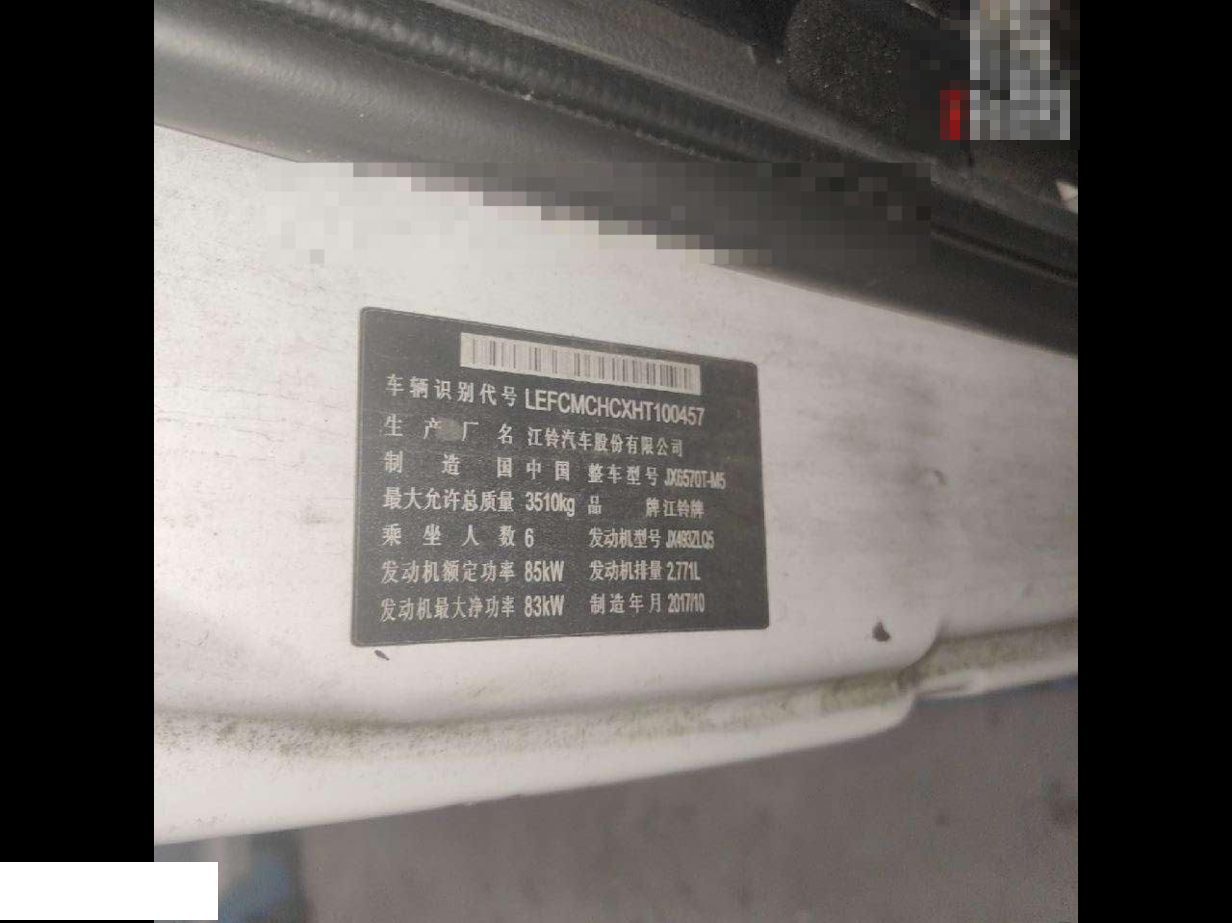 车辆识别代号 LEFCMCHCXHT100457
生产厂名 江铃汽车股份有限公司
制造国 中国 整车型号 JX6570T-M5
最大允许总质量 3510kg 品牌 江铃牌
乘坐人数 6 发动机型号 JX493ZLQ5
发动机额定功率 85kW 发动机排量 2.771L
发动机最大净功率 83kW 制造年月 2017/10